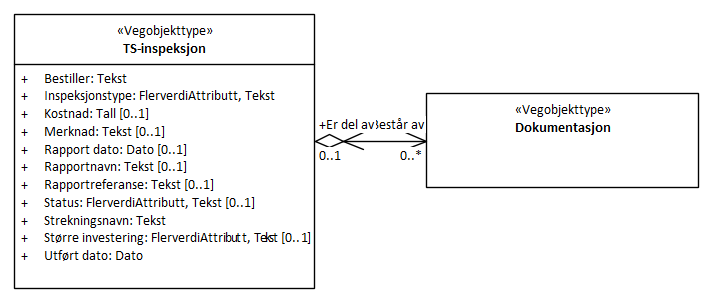 «Vegobjekttype»
TS-inspeksjon
+ Bestiller: Tekst
+ Inspeksjonstype: FlerverdiAttributt, Tekst
+ Kostnad: Tall [0..1]
+ Merknad: Tekst [0..1]
+ Rapport dato: Dato [0..1]
+ Rapportnavn: Tekst [0..1]
+ Rapportreferanse: Tekst [0..1]
+ Status: FlerverdiAttributt, Tekst [0..1]
+ Strekningsnavn: Tekst
+ Større investering: FlerverdiAttributt, Tekst [0..1]
+ Utført dato: Dato
+Er del av
består av
0..1
0..*
«Vegobjekttype»
Dokumentasjon